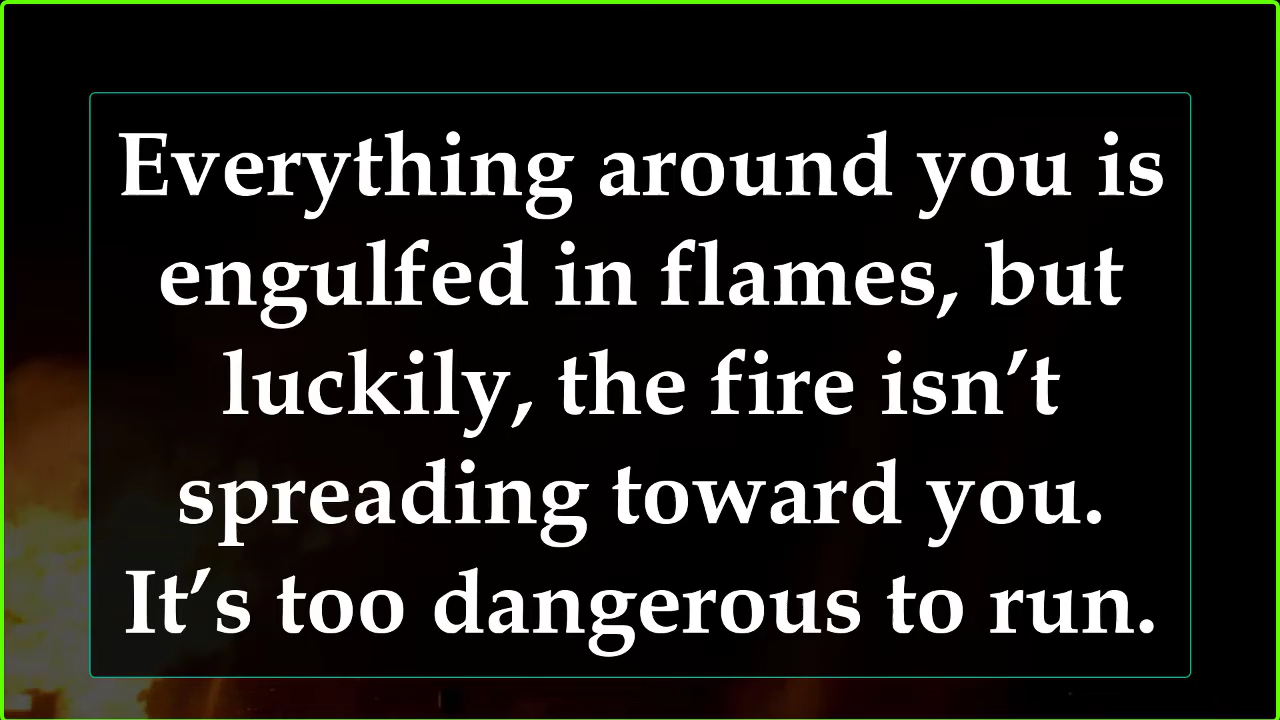 Everything around you is
engulfed in flames, but
luckily, the fire isn’t
spreading toward you.
It’s too dangerous to run.